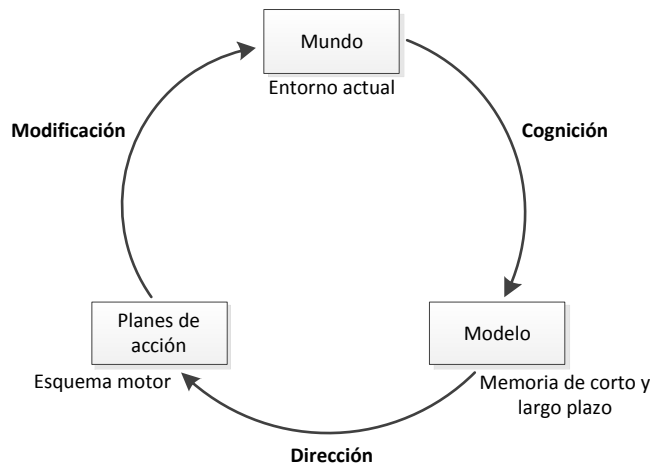 Mundo
Entorno actual
Modificación
Cognición
Planes de
acción
Modelo
Esquema motor
Memoria de corto y
largo plazo
Dirección